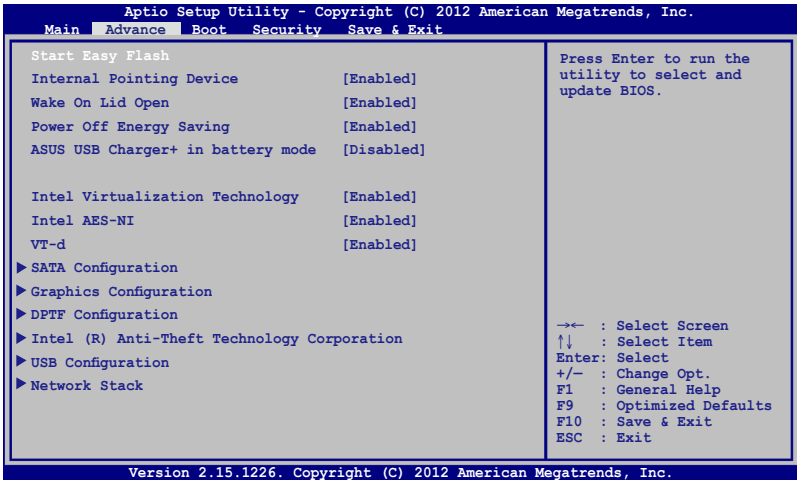 Aptio Setup Utility - Copyright (C) 2012 American Megatrends, Inc.
Main Advance Boot Security Save & Exit
Start Easy Flash
Internal Pointing Device [Enabled]
Wake On Lid Open [Enabled]
Power Off Energy Saving [Enabled]
ASUS USB Charger+ in battery mode [Disabled]
Intel Virtualization Technology [Enabled]
Intel AES-NI [Enabled]
VT-d [Enabled]
SATA Configuration
Graphics Configuration
DPTF Configuration
Intel (R) Anti-Theft Technology Corporation
USB Configuration
Network Stack
Press Enter to run the
utility to select and
update BIOS.
→← : Select Screen
↑↓ : Select Item
Enter: Select
+/— : Change Opt.
F1 : General Help
F9 : Optimized Defaults
F10 : Save & Exit
ESC : Exit
Version 2.15.1226. Copyright (C) 2012 American Megatrends, Inc.